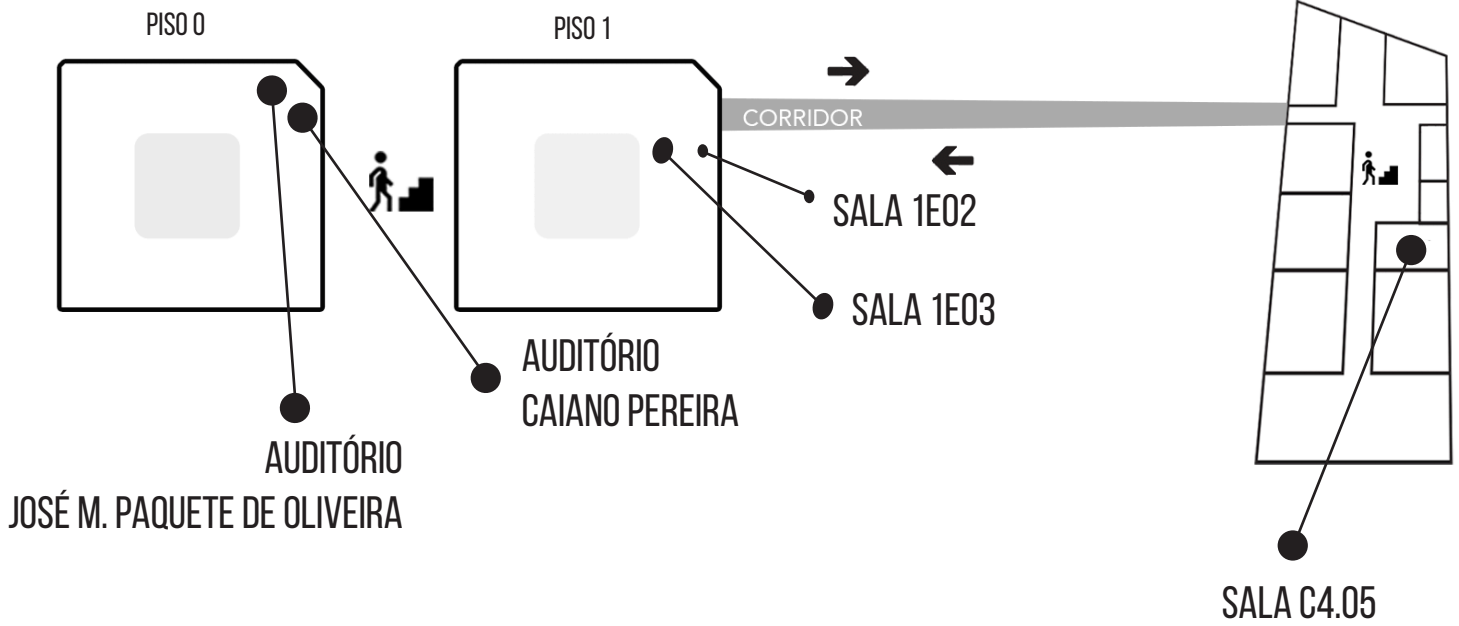 PISO 0
PISO 1
CORRIDOR
SALA 1E02
SALA 1E03
AUDITÓRIO
CAIANO PEREIRA
AUDITÓRIO
JOSÉ M. PAQUETE DE OLIVEIRA
SALA C4.05